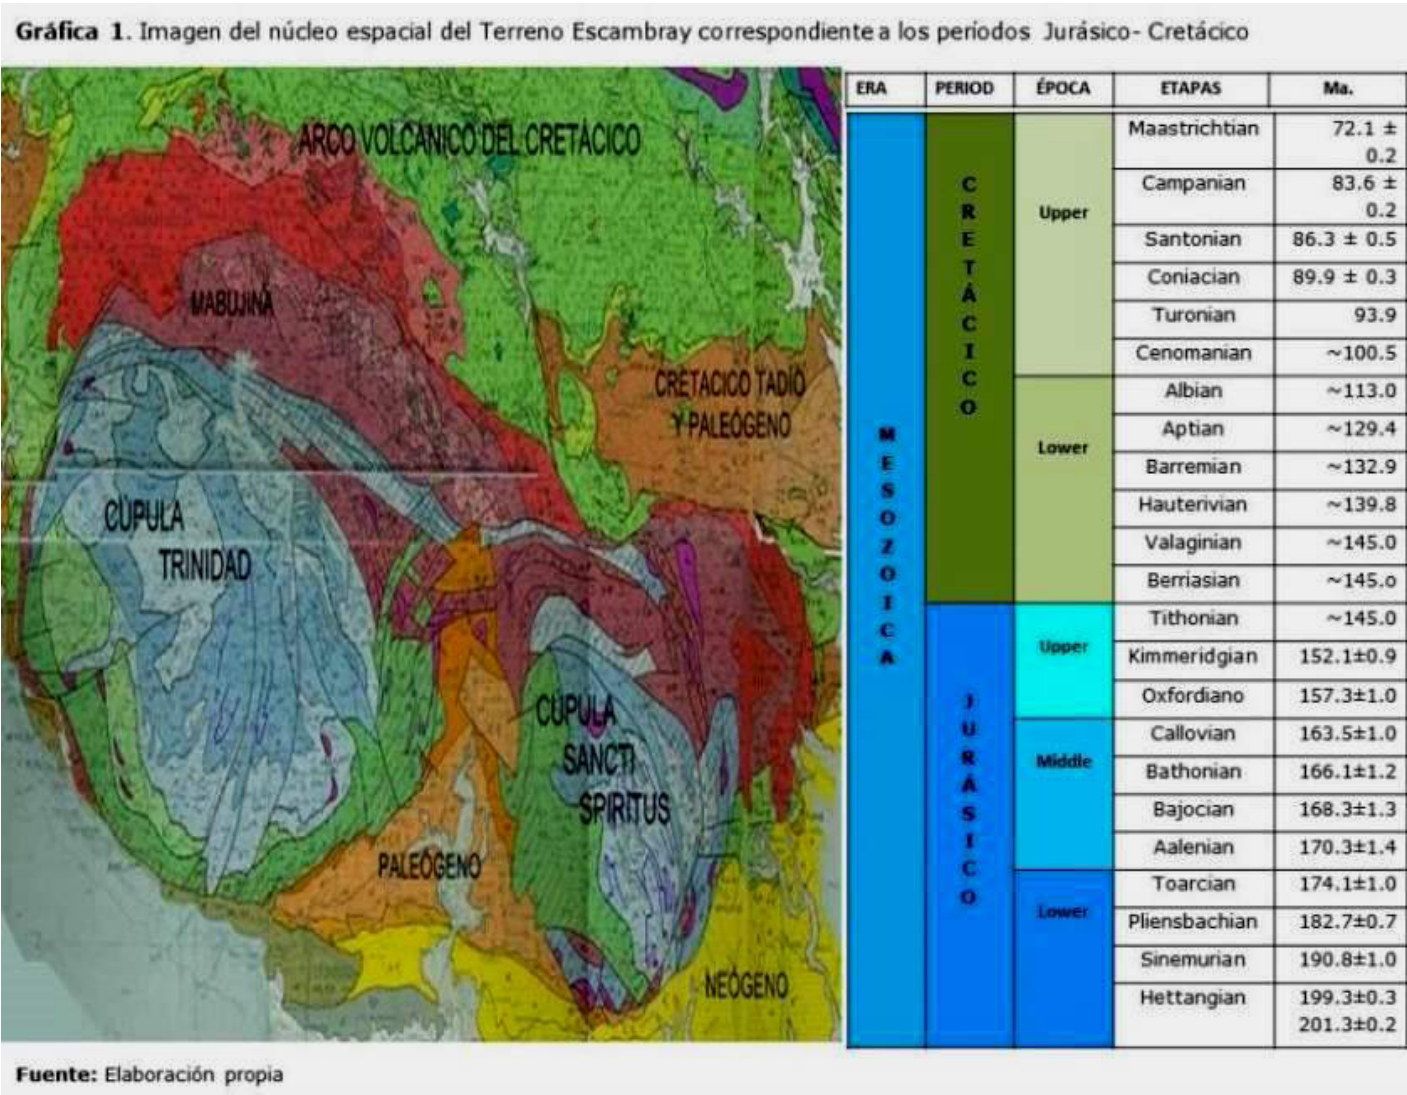 Gráfica 1. Imagen del núcleo espacial del Terreno Escambray correspondiente a los períodos Jurásico- Cretácico
ARCO VOLCANICO DEL CRETÁCICO
MABUJINA
CRETACICO TADÍO
Y PALEÓGENO
CÚPULA
TRINIDAD
CÚPULA
SANCTI
SPIRITUS
PALEÓGENO
NEÓGENO
ERA PERIOD ÉPOCA ETAPAS Ma.
MESOZOICA
CRETÁCICO
JURÁSICO
Upper
Lower
Upper
Middle
Lower
Maastrichtian 72.1 ±
0.2
Campanian 83.6 ±
0.2
Santonian 86.3 ± 0.5
Coniacian 89.9 ± 0.3
Turonian 93.9
Cenomanian ~100.5
Albian ~113.0
Aptian ~129.4
Barremian ~132.9
Hauterivian ~139.8
Valaginian ~145.0
Berriasian ~145.o
Tithonian ~145.0
Kimmeridgian 152.1±0.9
Oxfordiano 157.3±1.0
Callovian 163.5±1.0
Bathonian 166.1±1.2
Bajocian 168.3±1.3
Aalenian 170.3±1.4
Toarcian 174.1±1.0
Pliensbachian 182.7±0.7
Sinemurian 190.8±1.0
Hettangian 199.3±0.3
201.3±0.2
Fuente: Elaboración propia